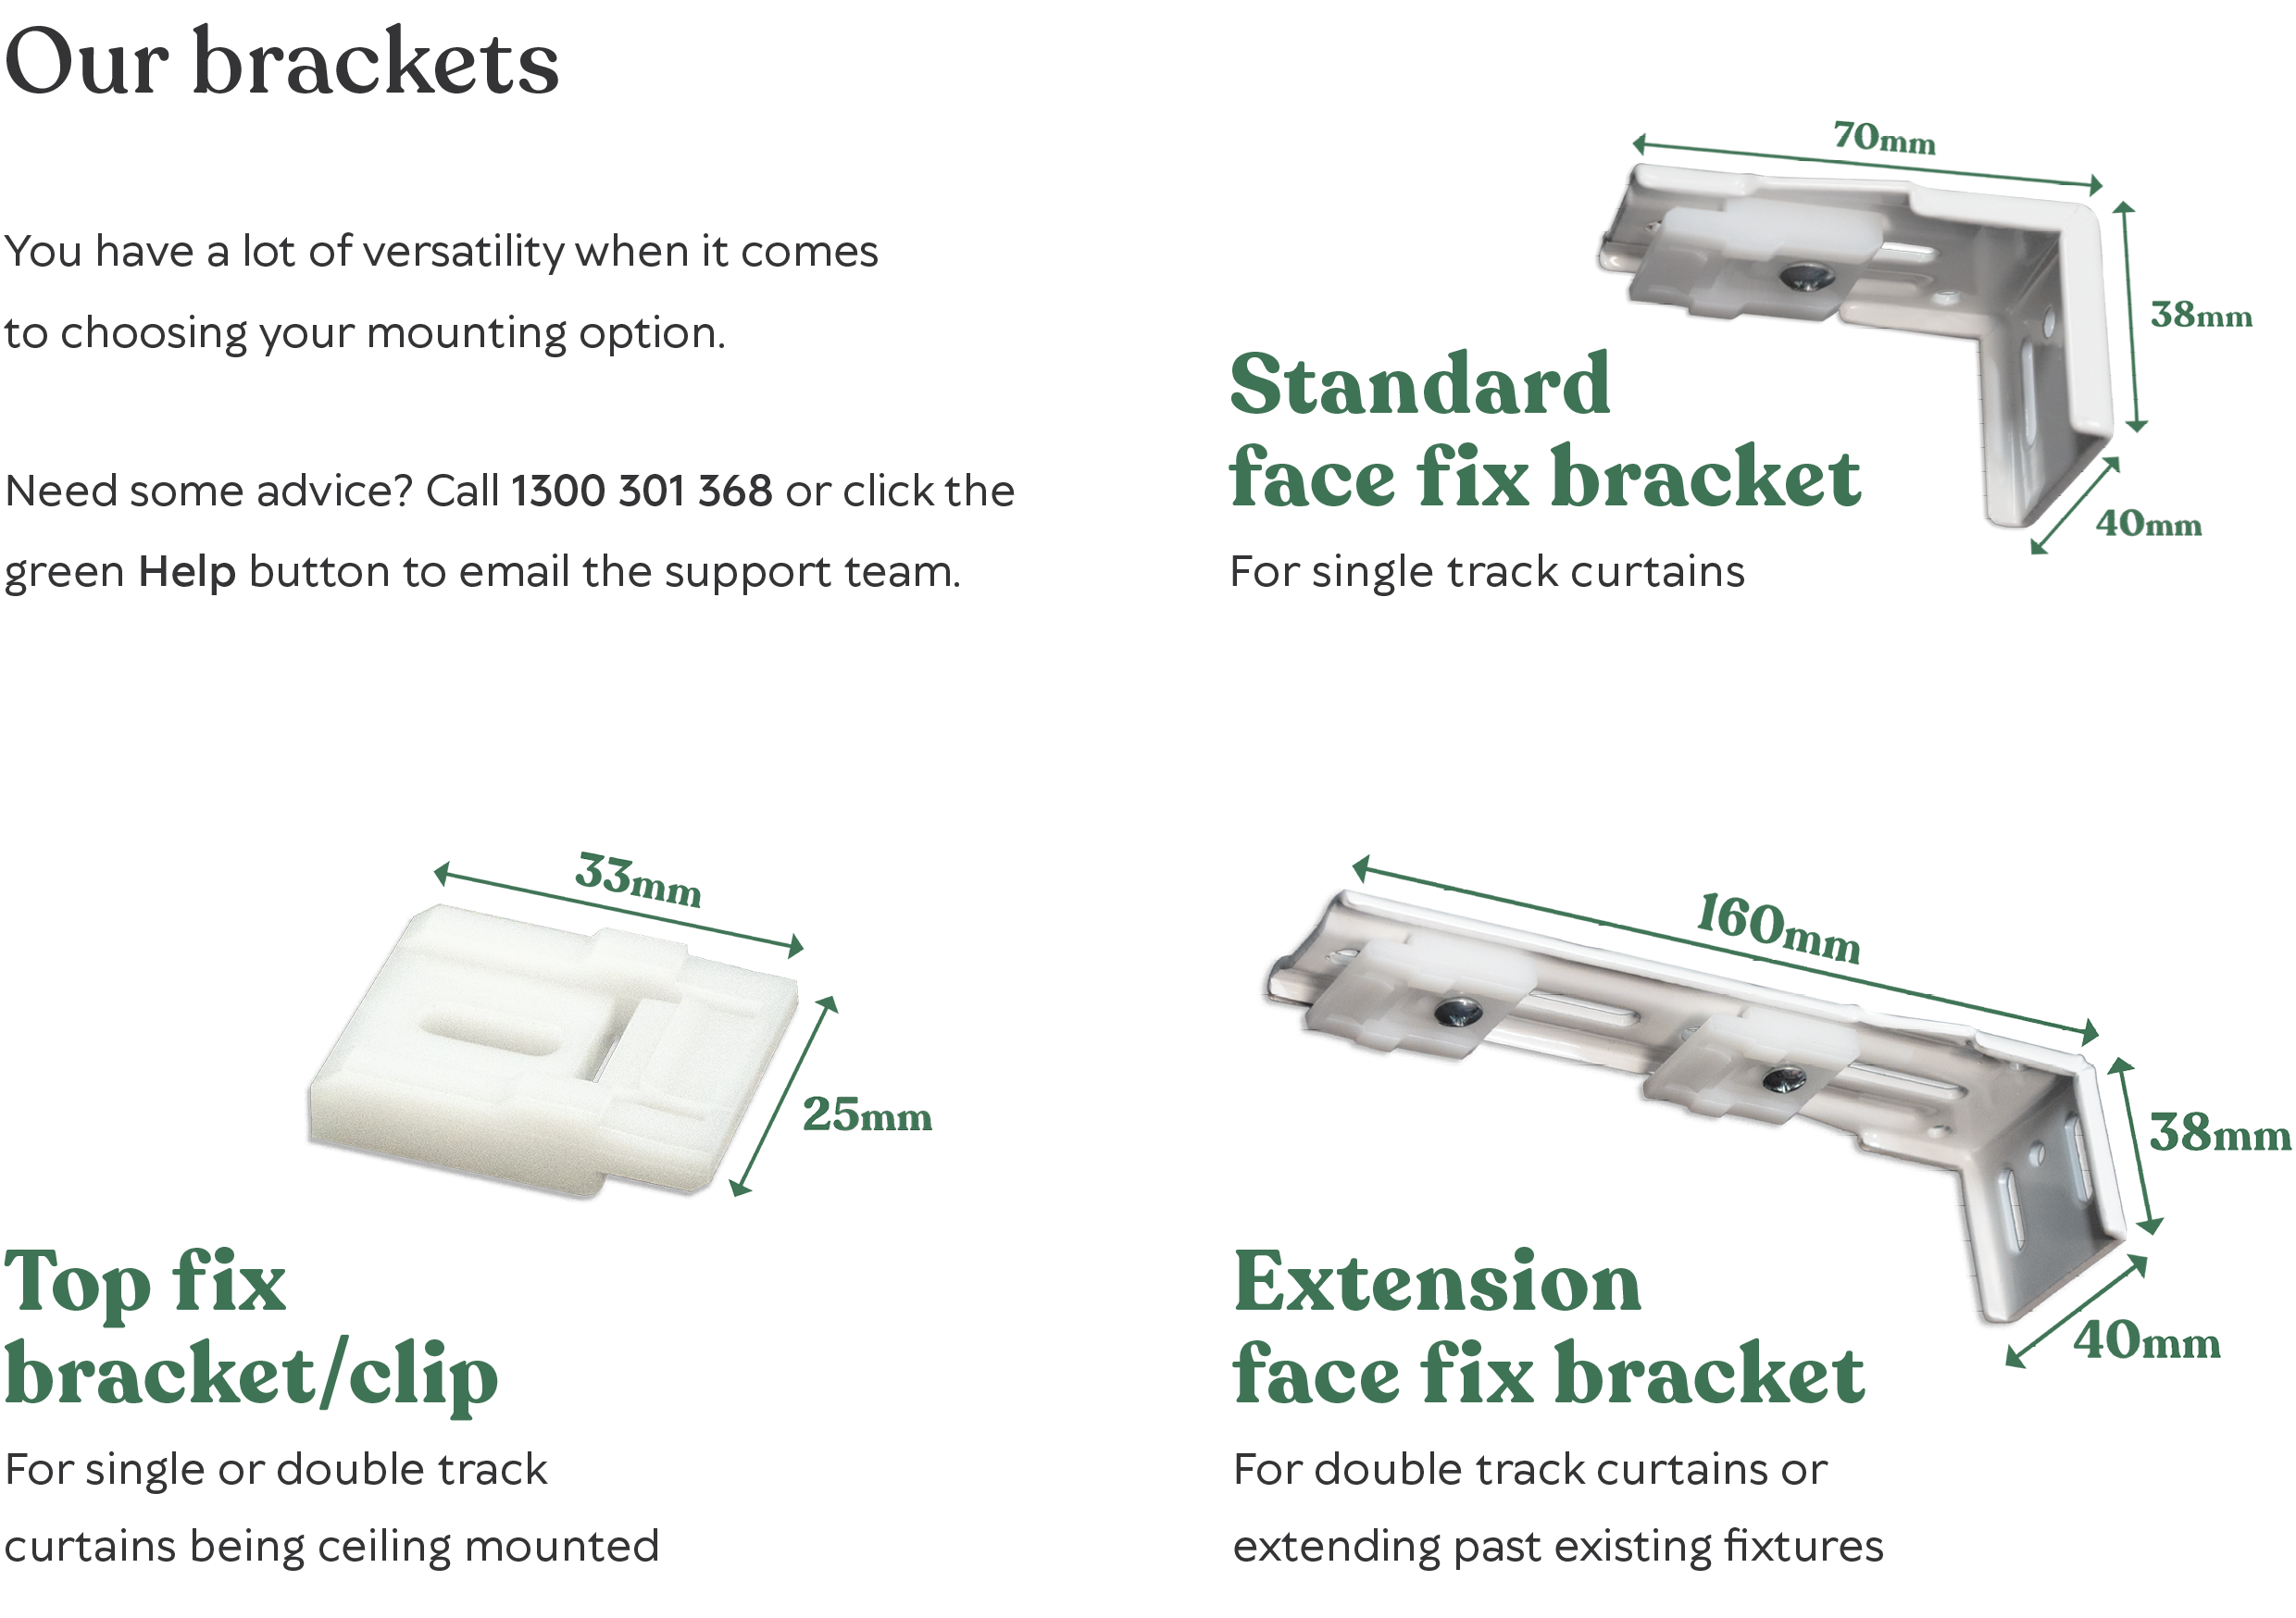 Our brackets
You have a lot of versatility when it comes
to choosing your mounting option.
Need some advice? Call 1300 301 368 or click the
green Help button to email the support team.
70mm
38mm
40mm
Standard
face fix bracket
For single track curtains
33mm
25mm
Top fix
bracket/clip
For single or double track
curtains being ceiling mounted
160mm
38mm
40mm
Extension
face fix bracket
For double track curtains or
extending past existing fixtures